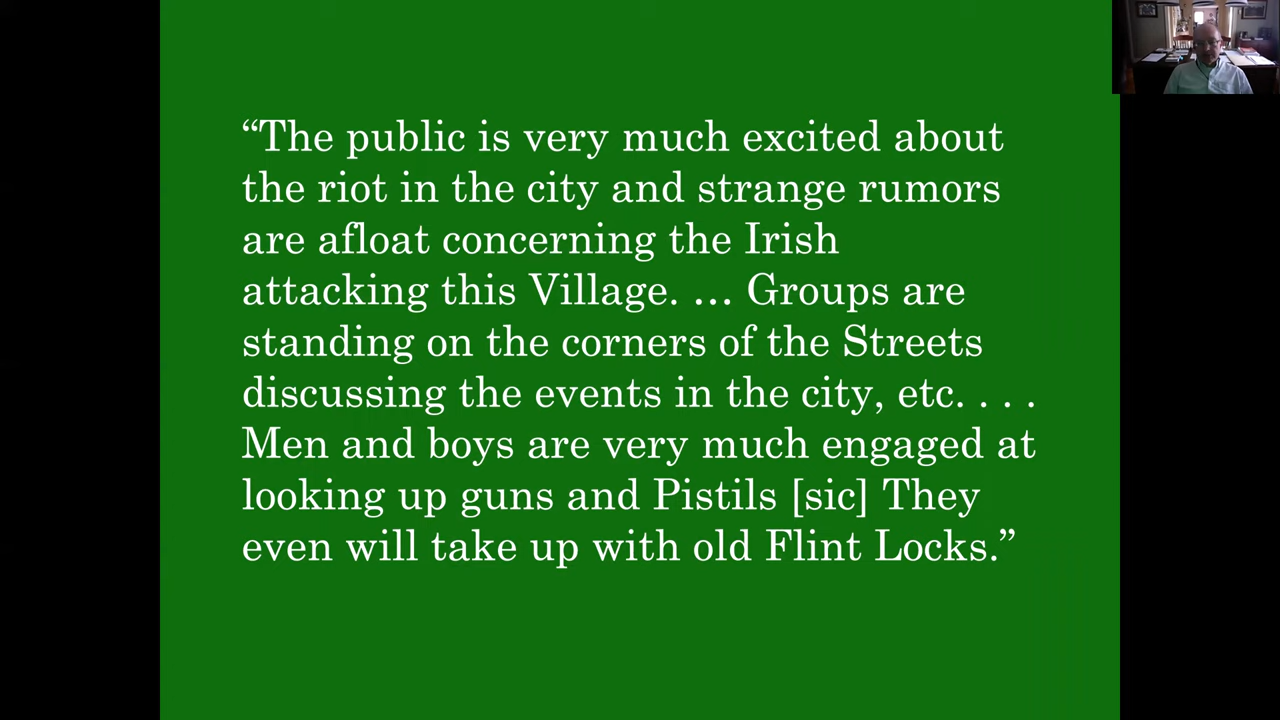 “The public is very much excited about
the riot in the city and strange rumors
are afloat concerning the Irish
attacking this Village. … Groups are
standing on the corners of the Streets
discussing the events in the city, etc. . . .
Men and boys are very much engaged at
looking up guns and Pistils [sic] They
even will take up with old Flint Locks.”